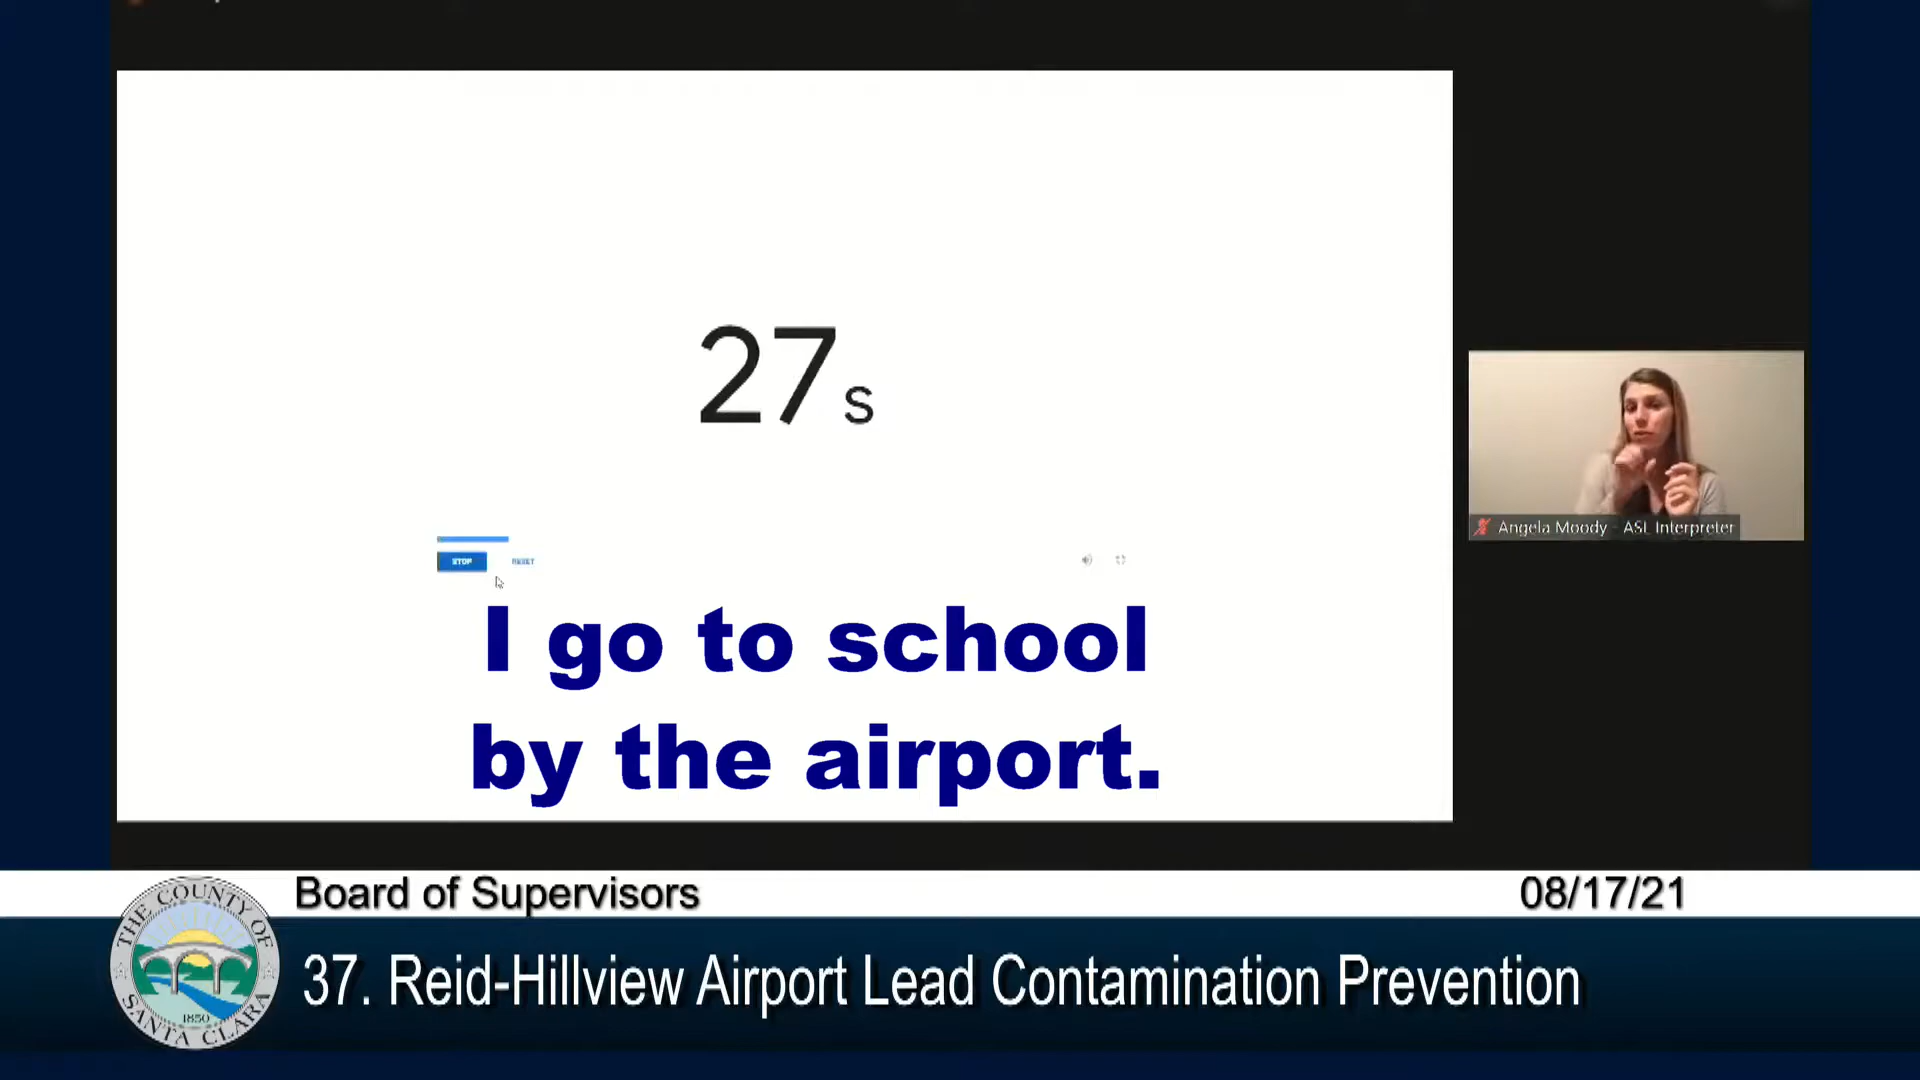 27s
STOP RESET
I go to school
by the airport.
Angela Moody - ASL Interpreter
Board of Supervisors
08/17/21
37. Reid-Hillview Airport Lead Contamination Prevention
THE COUNTY OF
1850
SANTA CLARA